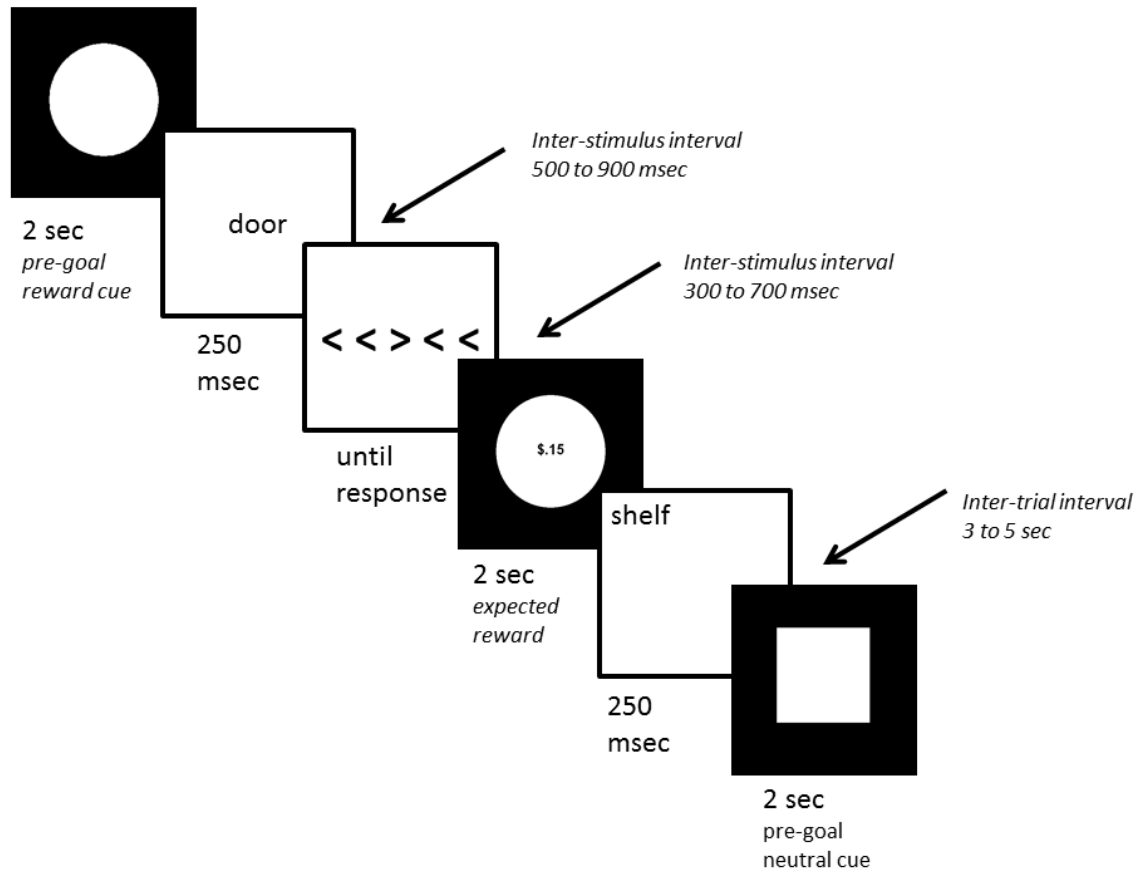 Inter-stimulus interval
500 to 900 msec
door
2 sec
pre-goal
reward cue
Inter-stimulus interval
300 to 700 msec
250
msec
< < > < <
$.15
until
response
shelf
Inter-trial interval
3 to 5 sec
2 sec
expected
reward
250
msec
2 sec
pre-goal
neutral cue